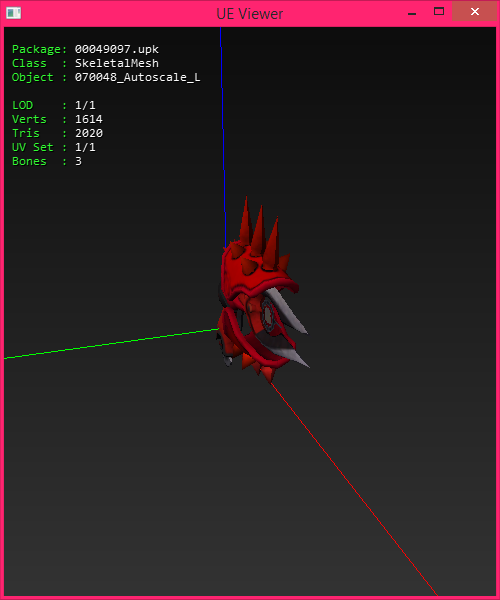 UE Viewer
Package: 00049097.upk
Class  : SkeletalMesh
Object : 070048_Autoscale_L
LOD    : 1/1
Verts  : 1614
Tris   : 2020
UV Set : 1/1
Bones  : 3